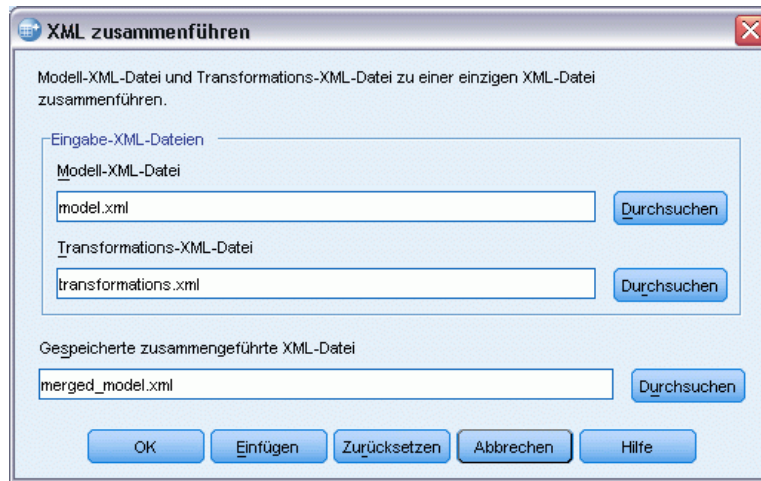 XML zusammenführen
Modell-XML-Datei und Transformations-XML-Datei zu einer einzigen XML-Datei
zusammenführen.
Eingabe-XML-Dateien
Modell-XML-Datei
model.xml
Durchsuchen
Transformations-XML-Datei
transformations.xml
Durchsuchen
Gespeicherte zusammengeführte XML-Datei
merged_model.xml
Durchsuchen
OK Einfügen Zurücksetzen Abbrechen Hilfe